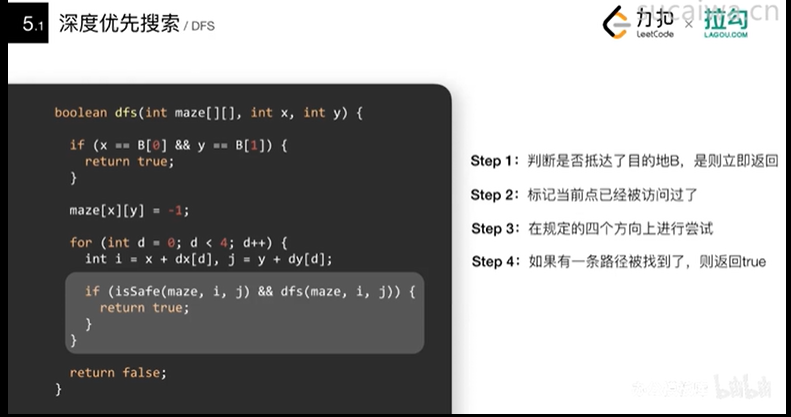 5.1 深度优先搜索 / DFS
力扣 LeetCode × 拉勾 LAGOU.COM
sucaiwa.cn
boolean dfs(int maze[][], int x, int y) {
if (x == B[0] && y == B[1]) {
return true;
}
maze[x][y] = -1;
for (int d = 0; d < 4; d++) {
int i = x + dx[d], j = y + dy[d];
if (isSafe(maze, i, j) && dfs(maze, i, j)) {
return true;
}
}
return false;
}
Step 1：判断是否抵达了目的地B，是则立即返回
Step 2：标记当前点已经被访问过了
Step 3：在规定的四个方向上进行尝试
Step 4：如果有一条路径被找到了，则返回true
bilibili